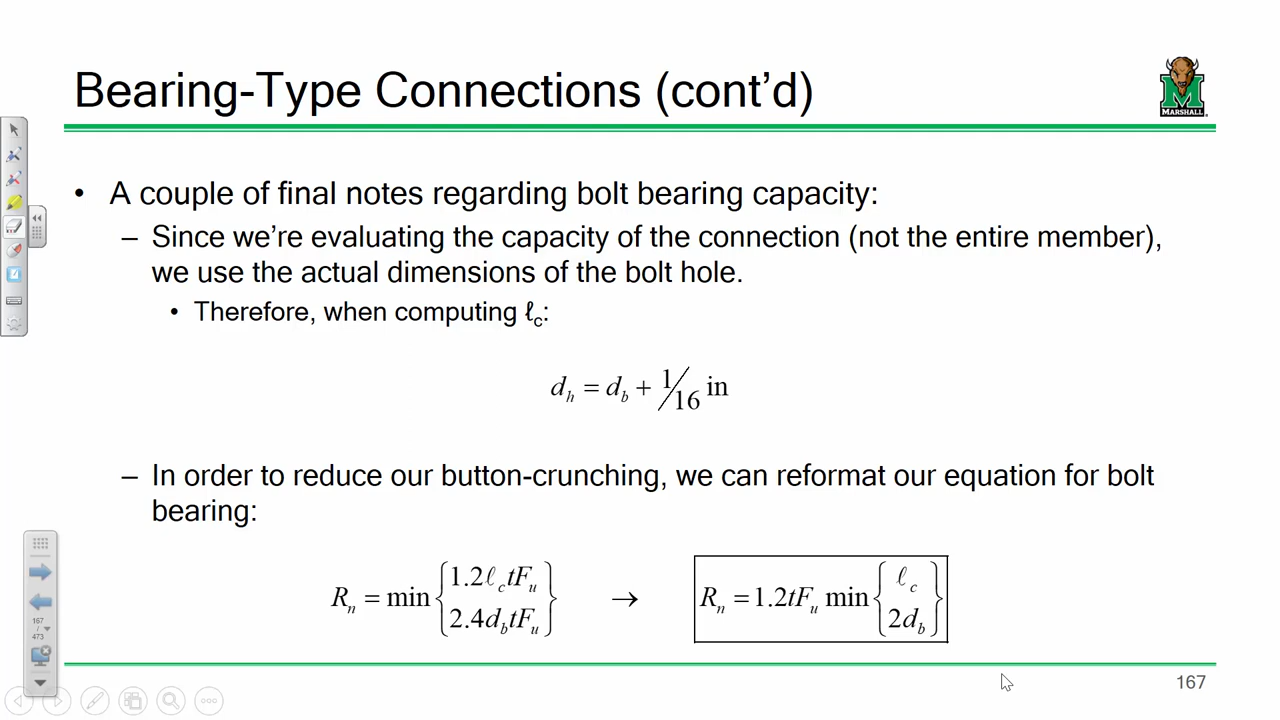 Bearing-Type Connections (cont’d)
MARSHALL
• A couple of final notes regarding bolt bearing capacity:
– Since we’re evaluating the capacity of the connection (not the entire member),
we use the actual dimensions of the bolt hole.
• Therefore, when computing ℓc:
dh = db + 1/16 in
– In order to reduce our button-crunching, we can reformat our equation for bolt
bearing:
Rn = min {1.2ℓctFu 2.4dbtFu} → Rn = 1.2tFu min {ℓc 2db}
167
/
473
167